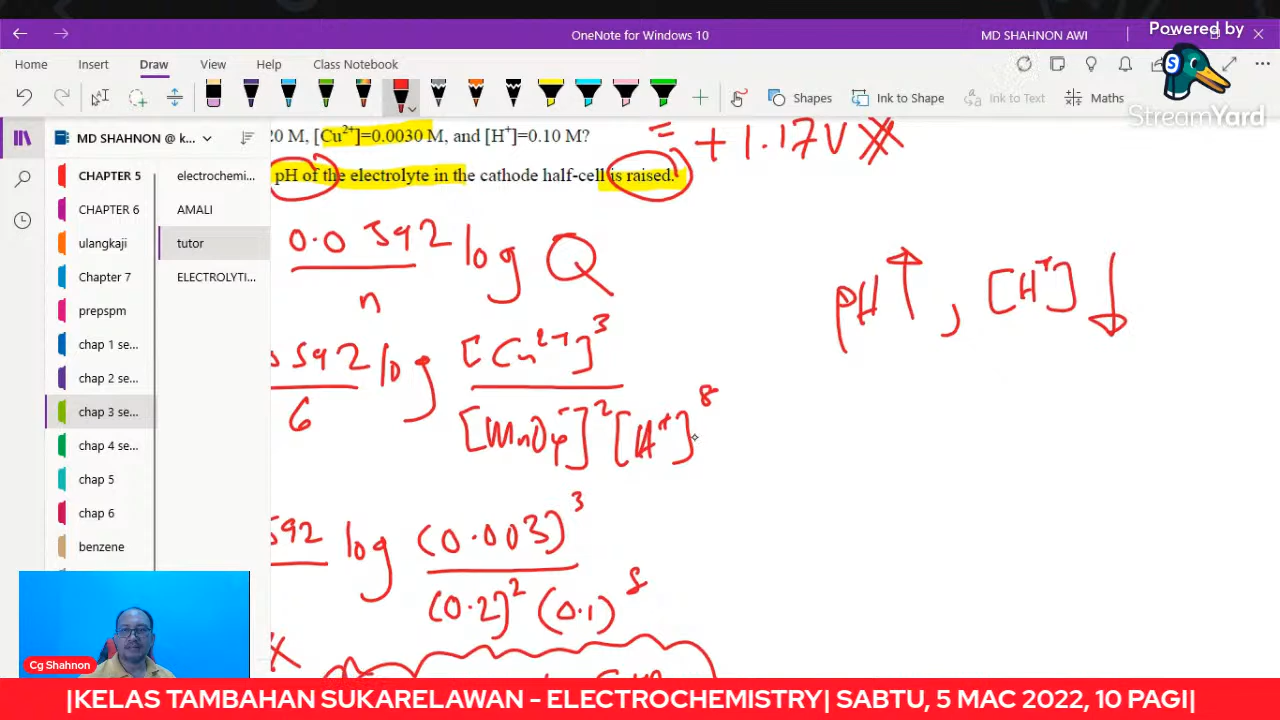 OneNote for Windows 10
MD SHAHNON AWI
Powered by
StreamYard
Home Insert Draw View Help Class Notebook
Shapes Ink to Shape Ink to Text Maths
MD SHAHNON @ k...
CHAPTER 5
CHAPTER 6
ulangkaji
Chapter 7
prepspm
chap 1 se...
chap 2 se...
chap 3 se...
chap 4 se...
chap 5
chap 6
benzene
electrochemi...
AMALI
tutor
ELECTROLYTI...
20 M, [Cu2+]=0.0030 M, and [H+]=0.10 M?
= + 1.17V
pH of the electrolyte in the cathode half-cell is raised.
0.0592 log Q
n
pH↑, [H+]↓
0592 log [Cu2+]3
6 [MnO4-]2 [H+]8
592 log (0.003)3
(0.2)2 (0.1)8
Cg Shahnon
|KELAS TAMBAHAN SUKARELAWAN - ELECTROCHEMISTRY| SABTU, 5 MAC 2022, 10 PAGI|